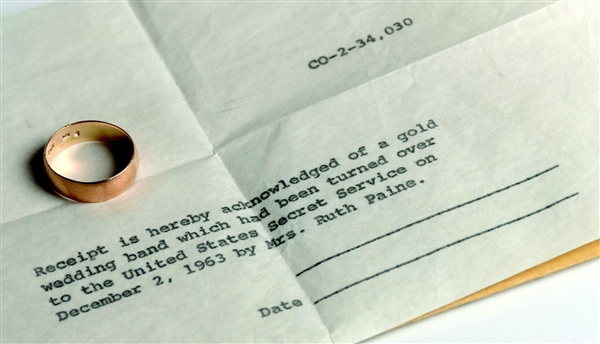 CO-2-34,030
Receipt is hereby acknowledged of a gold
wedding band which had been turned over
to the United States Secret Service on
December 2, 1963 by Mrs. Ruth Paine.
Date